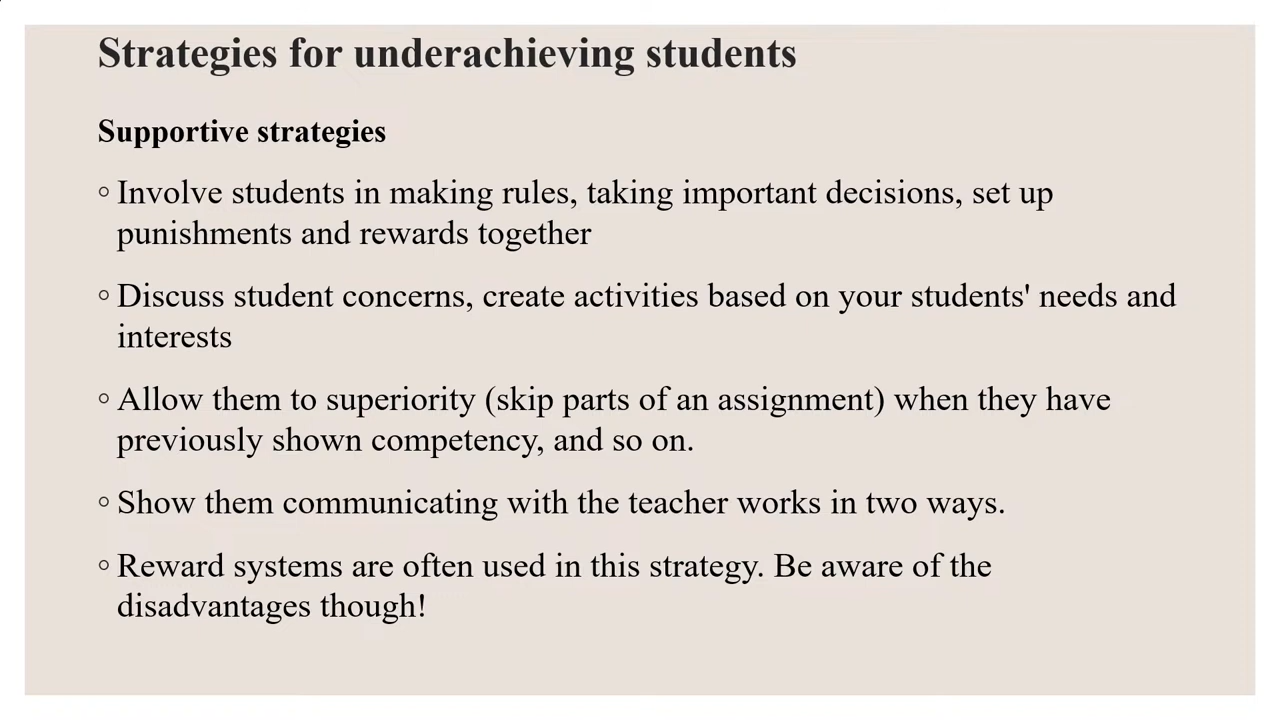 Strategies for underachieving students
Supportive strategies
◦ Involve students in making rules, taking important decisions, set up
punishments and rewards together
◦ Discuss student concerns, create activities based on your students' needs and
interests
◦ Allow them to superiority (skip parts of an assignment) when they have
previously shown competency, and so on.
◦ Show them communicating with the teacher works in two ways.
◦ Reward systems are often used in this strategy. Be aware of the
disadvantages though!